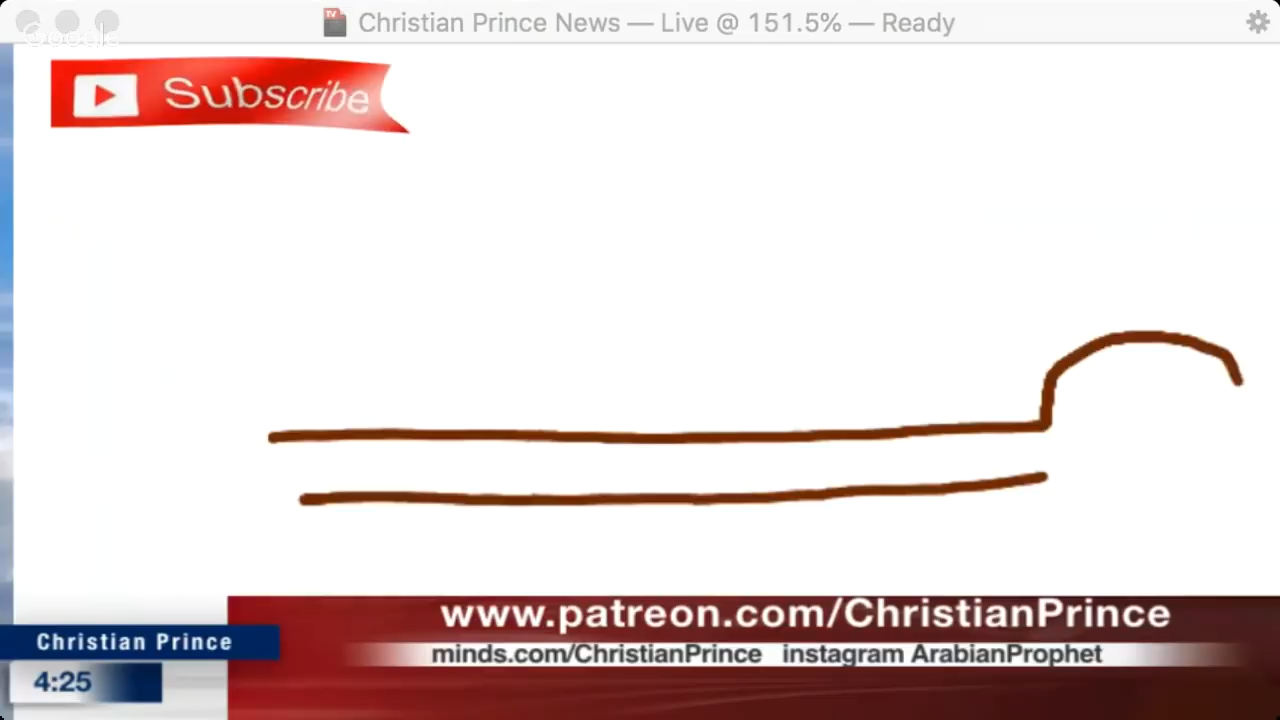 Christian Prince News — Live @ 151.5% — Ready
Google
Subscribe
www.patreon.com/ChristianPrince
Christian Prince
minds.com/ChristianPrince instagram ArabianProphet
4:25